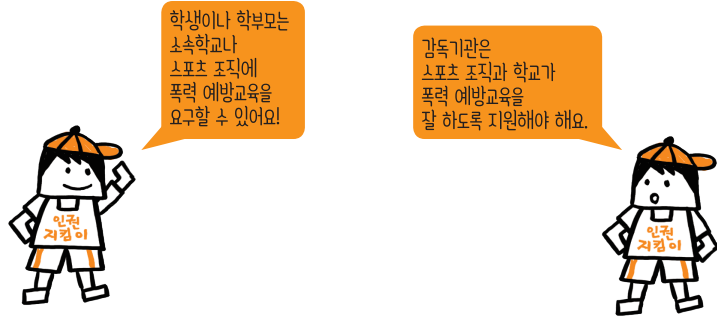 학생이나 학부모는
소속학교나
스포츠 조직에
폭력 예방교육을
요구할 수 있어요!
감독기관은
스포츠 조직과 학교가
폭력 예방교육을
잘 하도록 지원해야 해요.
인권
지킴이
인권
지킴이